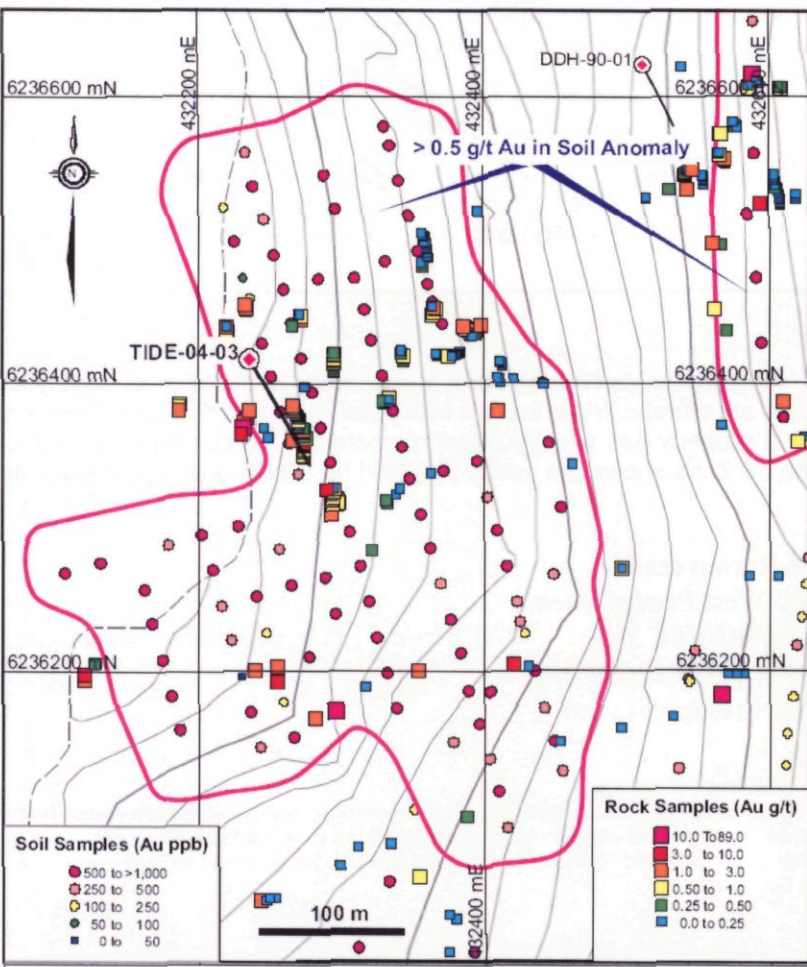 DDH-90-01
6236600 mN
432200 mE
432400 mE
6236600 mN
432600 mE
N
> 0.5 g/t Au in Soil Anomaly
TIDE-04-03
6236400 mN
6236400 mN
6236200 mN
6236200 mN
432400 mE
100 m
Soil Samples (Au ppb)
500 to >1,000
250 to 500
100 to 250
50 to 100
0 to 50
Rock Samples (Au g/t)
10.0 To89.0
3.0 to 10.0
1.0 to 3.0
0.50 to 1.0
0.25 to 0.50
0.0 to 0.25